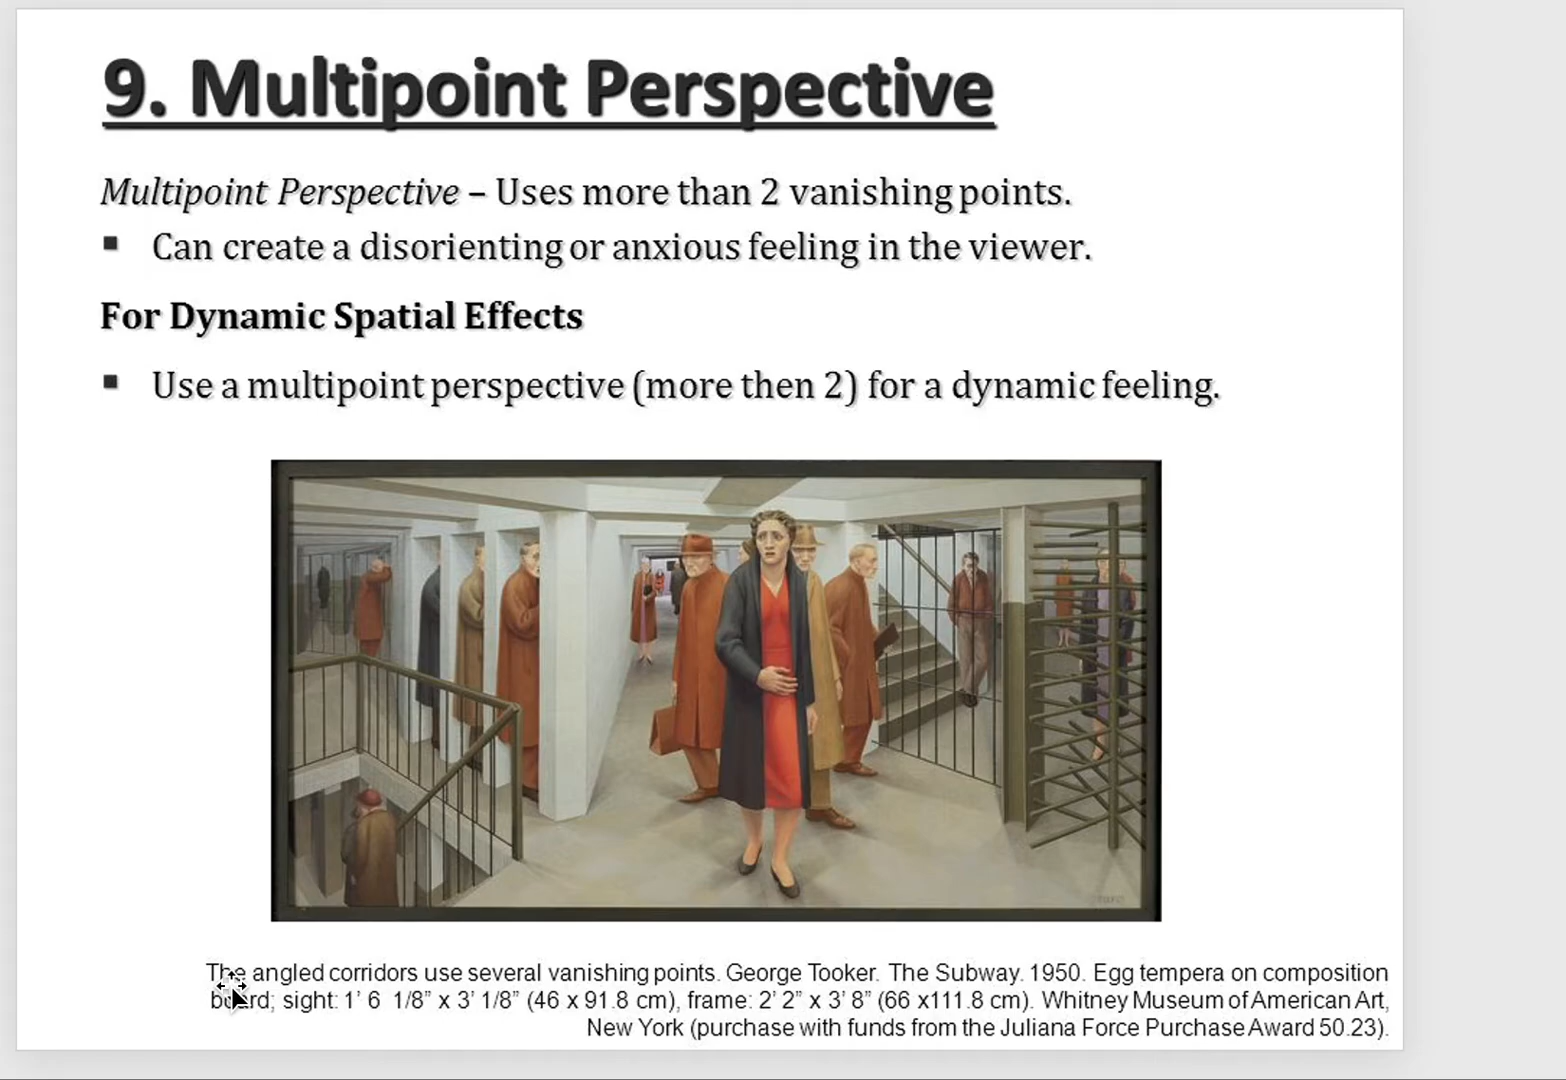 9. Multipoint Perspective
Multipoint Perspective – Uses more than 2 vanishing points.
▪ Can create a disorienting or anxious feeling in the viewer.
For Dynamic Spatial Effects
▪ Use a multipoint perspective (more then 2) for a dynamic feeling.
The angled corridors use several vanishing points. George Tooker. The Subway. 1950. Egg tempera on composition
board; sight: 1’ 6 1/8” x 3’ 1/8” (46 x 91.8 cm), frame: 2’ 2” x 3’ 8” (66 x111.8 cm). Whitney Museum of American Art,
New York (purchase with funds from the Juliana Force Purchase Award 50.23).